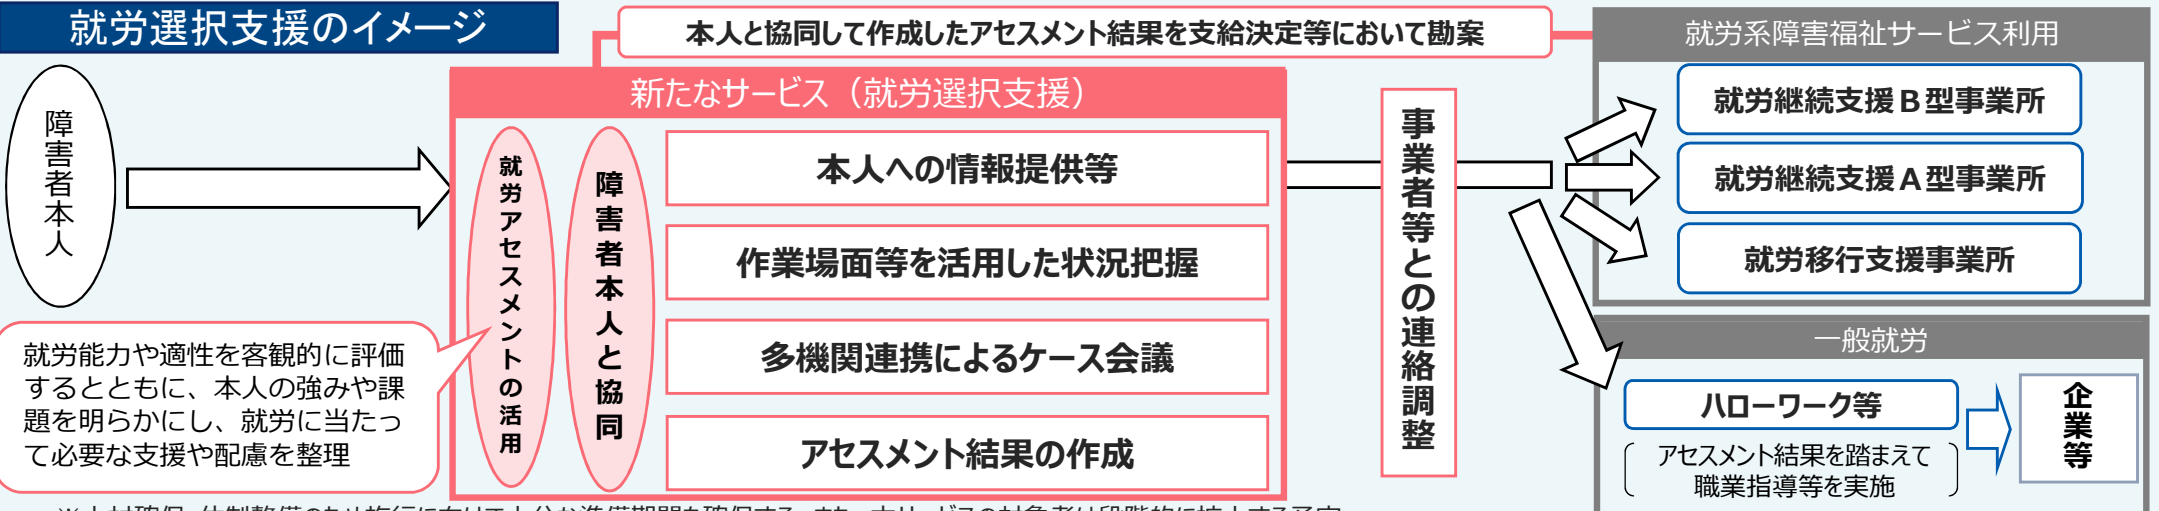 就労選択支援のイメージ
本人と協同して作成したアセスメント結果を支給決定等において勘案
障害者本人
新たなサービス（就労選択支援）
就労アセスメントの活用
障害者本人と協同
本人への情報提供等
作業場面等を活用した状況把握
多機関連携によるケース会議
アセスメント結果の作成
就労能力や適性を客観的に評価
するとともに、本人の強みや課
題を明らかにし、就労に当たっ
て必要な支援や配慮を整理
事業者等との連絡調整
就労系障害福祉サービス利用
就労継続支援Ｂ型事業所
就労継続支援Ａ型事業所
就労移行支援事業所
一般就労
ハローワーク等
アセスメント結果を踏まえて
職業指導等を実施
企業等